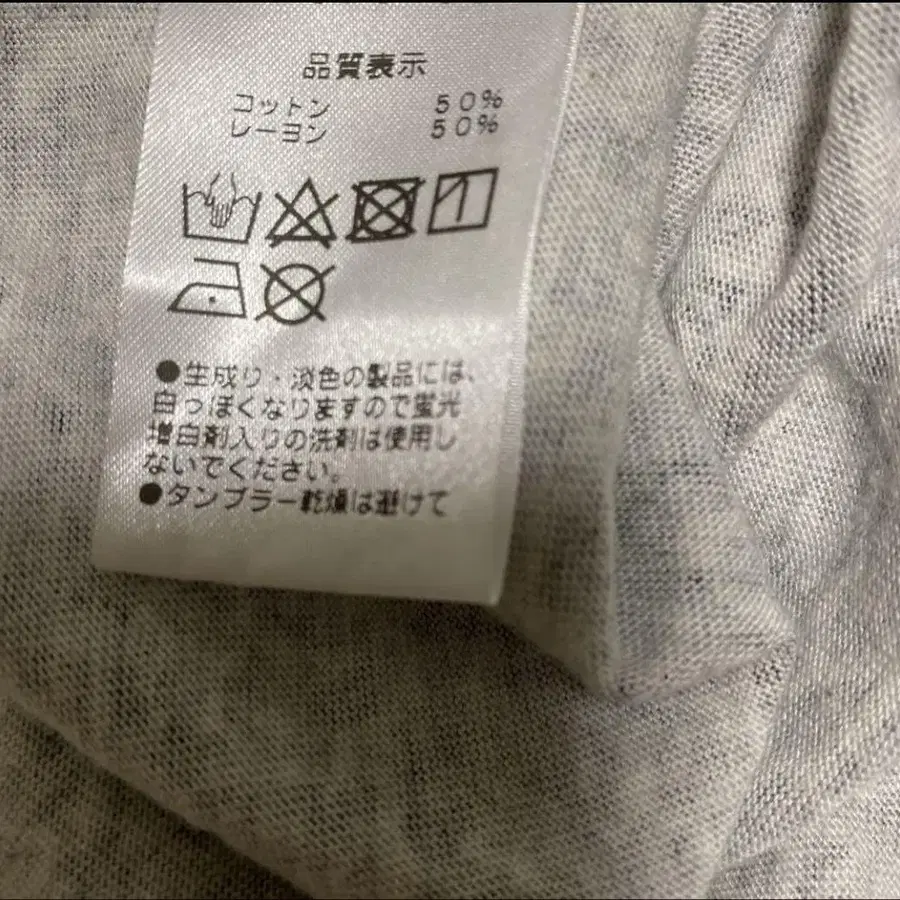 品質表示
コットン 50%
レーヨン 50%
●生成り・淡色の製品には、
白っぽくなりますので蛍光
増白剤入りの洗剤は使用し
ないでください。
●タンブラー乾燥は避けて